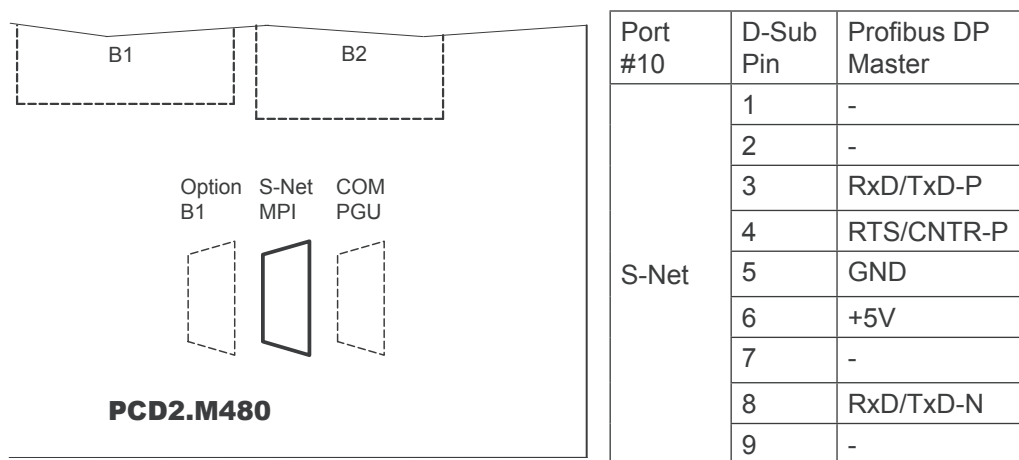 B1
B2
Option S-Net COM
B1 MPI PGU
PCD2.M480
Port #10 D-Sub Pin Profibus DP Master
S-Net
1 -
2 -
3 RxD/TxD-P
4 RTS/CNTR-P
5 GND
6 +5V
7 -
8 RxD/TxD-N
9 -